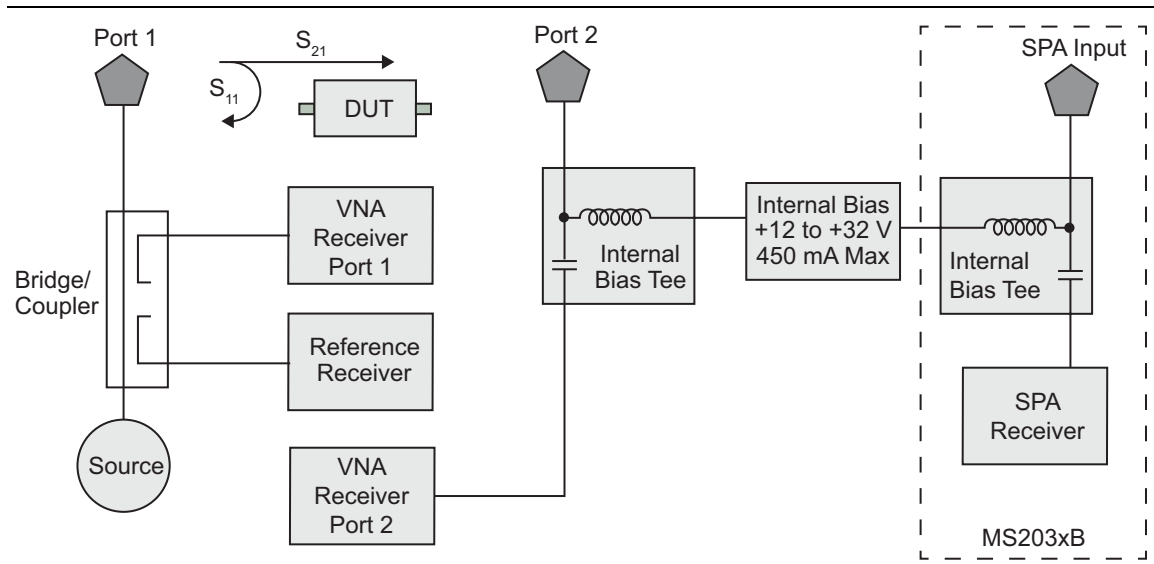 Port 1
S21
S11
DUT
Port 2
SPA Input
VNA
Receiver
Port 1
Bridge/
Coupler
Reference
Receiver
Source
VNA
Receiver
Port 2
Internal
Bias Tee
Internal Bias
+12 to +32 V
450 mA Max
Internal
Bias Tee
SPA
Receiver
MS203xB